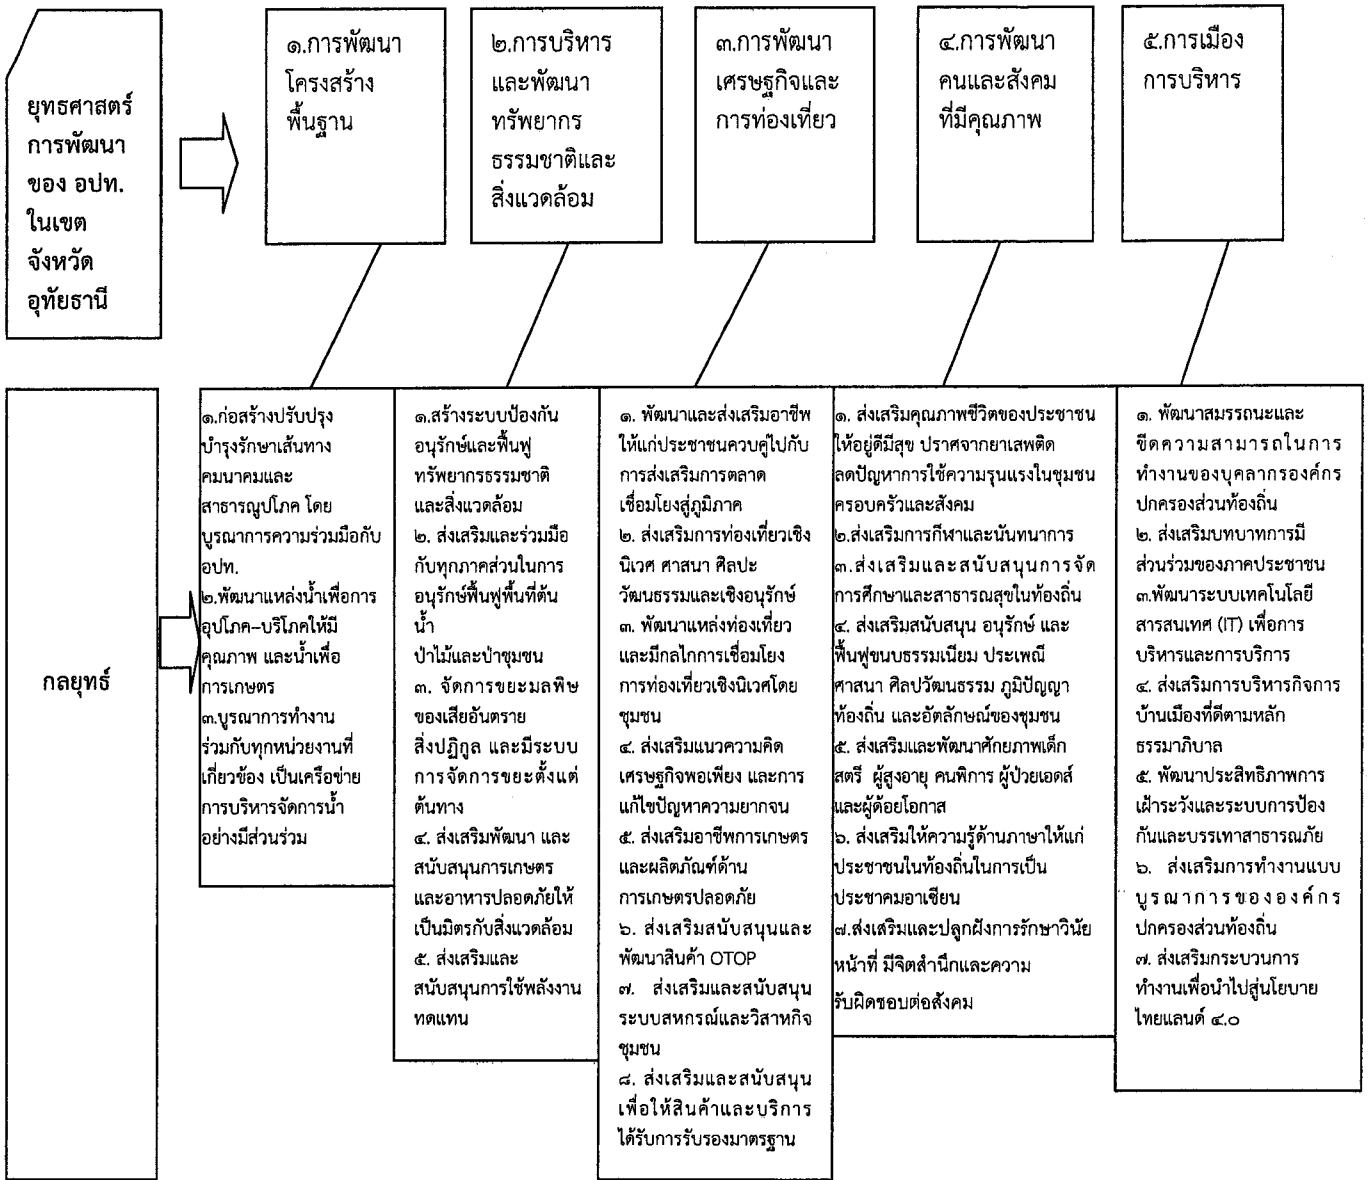 ยุทธศาสตร์
การพัฒนา
ของ อปท.
ในเขต
จังหวัด
อุทัยธานี
๑.การพัฒนา
โครงสร้าง
พื้นฐาน
๒.การบริหาร
และพัฒนา
ทรัพยากร
ธรรมชาติและ
สิ่งแวดล้อม
๓.การพัฒนา
เศรษฐกิจและ
การท่องเที่ยว
๔.การพัฒนา
คนและสังคม
ที่มีคุณภาพ
๕.การเมือง
การบริหาร
กลยุทธ์
๑.ก่อสร้างปรับปรุง
บำรุงรักษาเส้นทาง
คมนาคมและ
สาธารณูปโภค โดย
บูรณาการความร่วมมือกับ
อปท.
๒.พัฒนาแหล่งน้ำเพื่อการ
อุปโภค-บริโภคให้มี
คุณภาพ และน้ำเพื่อ
การเกษตร
๓.บูรณาการทำงาน
ร่วมกับทุกหน่วยงานที่
เกี่ยวข้อง เป็นเครือข่าย
การบริหารจัดการน้ำ
อย่างมีส่วนร่วม
๑.สร้างระบบป้องกัน
อนุรักษ์และฟื้นฟู
ทรัพยากรธรรมชาติ
และสิ่งแวดล้อม
๒. ส่งเสริมและร่วมมือ
กับทุกภาคส่วนในการ
อนุรักษ์ฟื้นฟูพื้นที่ต้น
น้ำ
ป่าไม้และป่าชุมชน
๓. จัดการขยะมลพิษ
ของเสียอันตราย
สิ่งปฏิกูล และมีระบบ
การจัดการขยะตั้งแต่
ต้นทาง
๔. ส่งเสริมพัฒนา และ
สนับสนุนการเกษตร
และอาหารปลอดภัยให้
เป็นมิตรกับสิ่งแวดล้อม
๕. ส่งเสริมและ
สนับสนุนการใช้พลังงาน
ทดแทน
๑. พัฒนาและส่งเสริมอาชีพ
ให้แก่ประชาชนควบคู่ไปกับ
การส่งเสริมการตลาด
เชื่อมโยงสู่ภูมิภาค
๒. ส่งเสริมการท่องเที่ยวเชิง
นิเวศ ศาสนา ศิลปะ
วัฒนธรรมและเชิงอนุรักษ์
๓. พัฒนาแหล่งท่องเที่ยว
และมีกลไกการเชื่อมโยง
การท่องเที่ยวเชิงนิเวศโดย
ชุมชน
๔. ส่งเสริมแนวความคิด
เศรษฐกิจพอเพียง และการ
แก้ไขปัญหาความยากจน
๕. ส่งเสริมอาชีพการเกษตร
และผลิตภัณฑ์ด้าน
การเกษตรปลอดภัย
๖. ส่งเสริมสนับสนุนและ
พัฒนาสินค้า OTOP
๗. ส่งเสริมและสนับสนุน
ระบบสหกรณ์และวิสาหกิจ
ชุมชน
๘. ส่งเสริมและสนับสนุน
เพื่อให้สินค้าและบริการ
ได้รับการรับรองมาตรฐาน
๑. ส่งเสริมคุณภาพชีวิตของประชาชน
ให้อยู่ดีมีสุข ปราศจากยาเสพติด
ลดปัญหาการใช้ความรุนแรงในชุมชน
ครอบครัวและสังคม
๒.ส่งเสริมการกีฬาและนันทนาการ
๓.ส่งเสริมและสนับสนุนการจัด
การศึกษาและสาธารณสุขในท้องถิ่น
๔. ส่งเสริมสนับสนุน อนุรักษ์ และ
ฟื้นฟูขนบธรรมเนียม ประเพณี
ศาสนา ศิลปวัฒนธรรม ภูมิปัญญา
ท้องถิ่น และอัตลักษณ์ของชุมชน
๕. ส่งเสริมและพัฒนาศักยภาพเด็ก
สตรี ผู้สูงอายุ คนพิการ ผู้ป่วยเอดส์
และผู้ด้อยโอกาส
๖. ส่งเสริมให้ความรู้ด้านภาษาให้แก่
ประชาชนในท้องถิ่นในการเป็น
ประชาคมอาเซียน
๗.ส่งเสริมและปลูกฝังการรักษาวินัย
หน้าที่ มีจิตสำนึกและความ
รับผิดชอบต่อสังคม
๑. พัฒนาสมรรถนะและ
ขีดความสามารถในการ
ทำงานของบุคลากรองค์กร
ปกครองส่วนท้องถิ่น
๒. ส่งเสริมบทบาทการมี
ส่วนร่วมของภาคประชาชน
๓.พัฒนาระบบเทคโนโลยี
สารสนเทศ (IT) เพื่อการ
บริหารและการบริการ
๔. ส่งเสริมการบริหารกิจการ
บ้านเมืองที่ดีตามหลัก
ธรรมาภิบาล
๕. พัฒนาประสิทธิภาพการ
เฝ้าระวังและระบบการป้อง
กันและบรรเทาสาธารณภัย
๖. ส่งเสริมการทำงานแบบ
บูรณาการขององค์กร
ปกครองส่วนท้องถิ่น
๗. ส่งเสริมกระบวนการ
ทำงานเพื่อนำไปสู่นโยบาย
ไทยแลนด์ ๔.๐